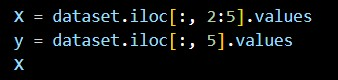 X = dataset.iloc[:, 2:5].values
y = dataset.iloc[:, 5].values
X